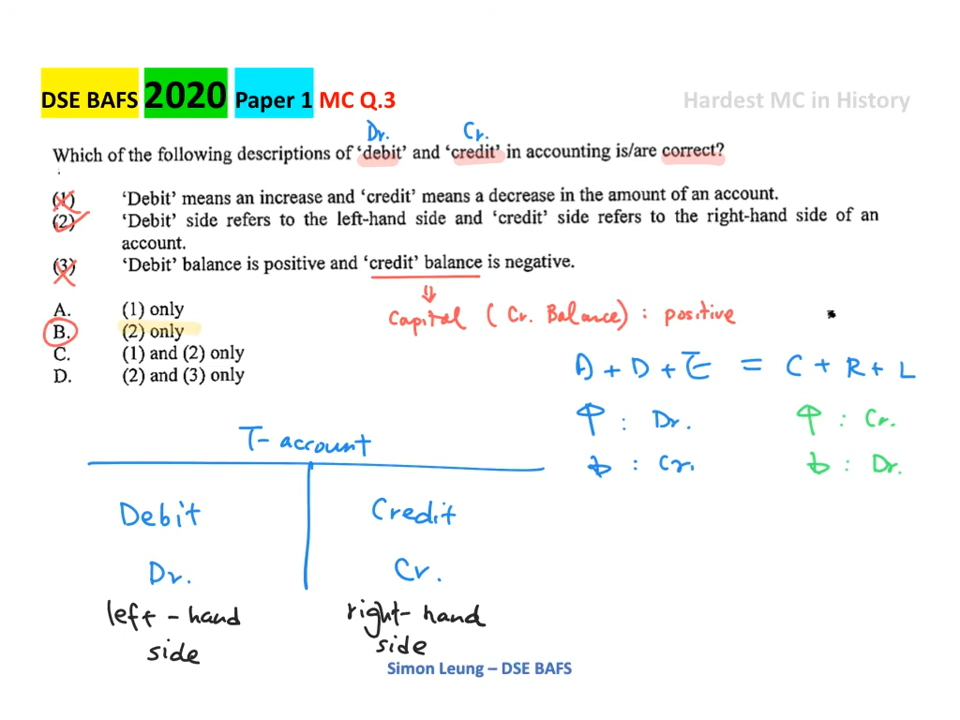 DSE BAFS 2020 Paper 1 MC Q.3
Hardest MC in History
Dr. Cr.
Which of the following descriptions of 'debit' and 'credit' in accounting is/are correct?
(1) 'Debit' means an increase and 'credit' means a decrease in the amount of an account.
(2) 'Debit' side refers to the left-hand side and 'credit' side refers to the right-hand side of an
account.
(3) 'Debit' balance is positive and 'credit' balance is negative.
A. (1) only
B. (2) only
C. (1) and (2) only
D. (2) and (3) only
Capital (Cr. Balance) : positive
A + D + E = C + R + L
↑ : Dr. ↑ : Cr.
↓ : Cr. ↓ : Dr.
T-account
Debit Credit
Dr. Cr.
left-hand right-hand
side side
Simon Leung – DSE BAFS